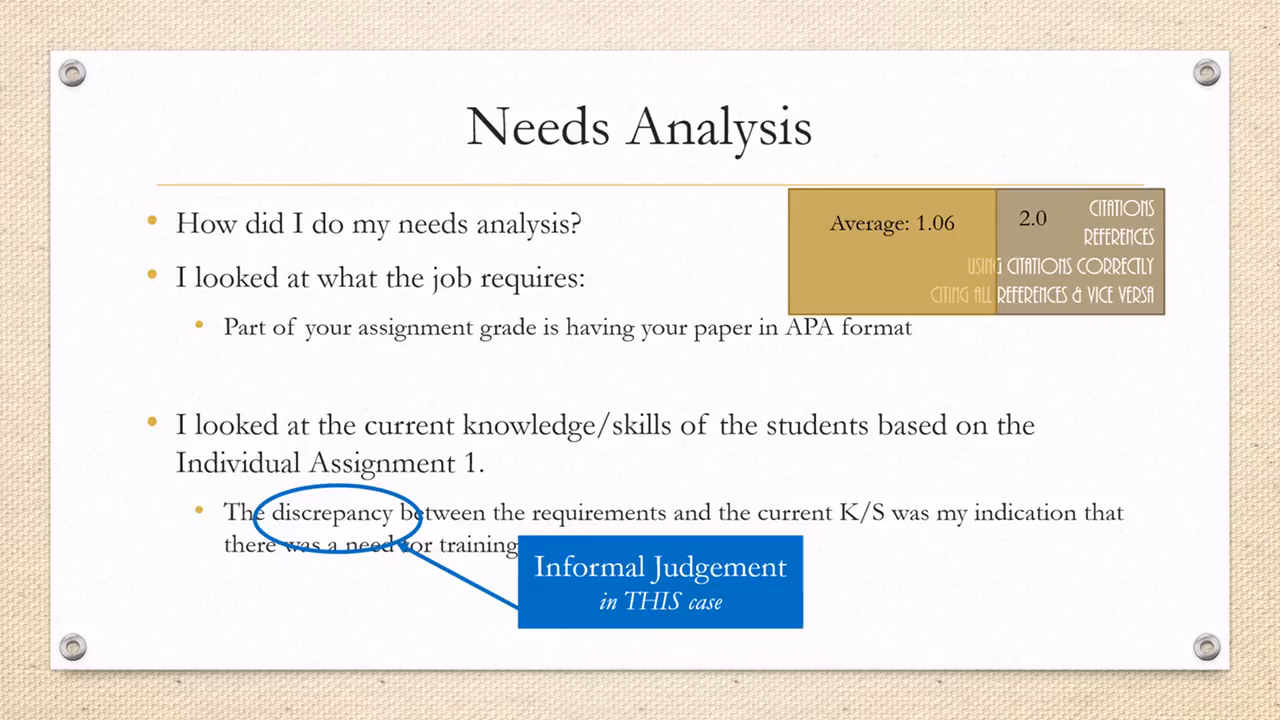 Needs Analysis
How did I do my needs analysis?
Average: 1.06
2.0
CITATIONS
REFERENCES
USING CITATIONS CORRECTLY
CITING ALL REFERENCES & VICE VERSA
I looked at what the job requires:
Part of your assignment grade is having your paper in APA format
I looked at the current knowledge/skills of the students based on the
Individual Assignment 1.
The discrepancy between the requirements and the current K/S was my indication that
there was a need for training
Informal Judgement
in THIS case